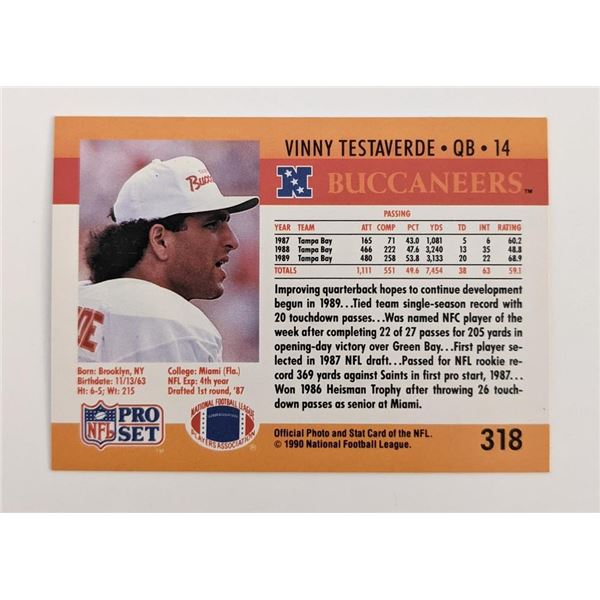 VINNY TESTAVERDE • QB • 14
N BUCCANEERS™
PASSING
YEAR TEAM ATT COMP PCT YDS TD INT RATING
1987 Tampa Bay 165 71 43.0 1,081 5 6 60.2
1988 Tampa Bay 466 222 47.6 3,240 13 35 48.8
1989 Tampa Bay 480 258 53.8 3,133 20 22 68.9
TOTALS 1,111 551 49.6 7,454 38 63 59.1
Improving quarterback hopes to continue development
begun in 1989...Tied team single-season record with
20 touchdown passes...Was named NFC player of the
week after completing 22 of 27 passes for 205 yards in
opening-day victory over Green Bay...First player
selected in 1987 NFL draft...Passed for NFL rookie re-
cord 369 yards against Saints in first pro start, 1987...
Won 1986 Heisman Trophy after throwing 26 touch-
down passes as senior at Miami.
Born: Brooklyn, NY
Birthdate: 11/13/63
Ht: 6-5; Wt: 215
College: Miami (Fla.)
NFL Exp: 4th year
Drafted 1st round, '87
NFL PRO SET™
NATIONAL FOOTBALL LEAGUE
PLAYERS ASSOCIATION ®
Official Photo and Stat Card of the NFL.
© 1990 National Football League.
318